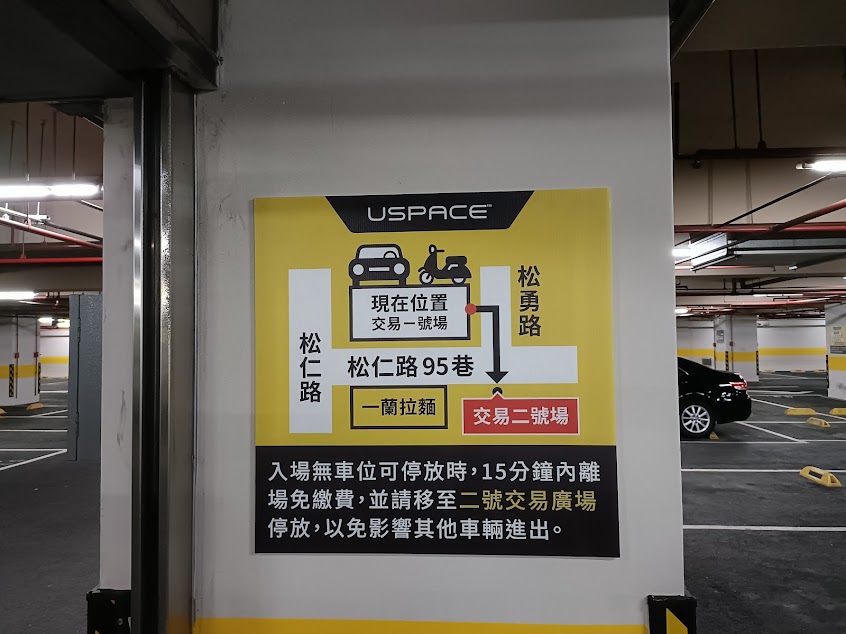 USPACE™
現在位置
交易一號場
松勇路
松仁路
松仁路95巷
一蘭拉麵
交易二號場
入場無車位可停放時，15分鐘內離
場免繳費，並請移至二號交易廣場
停放，以免影響其他車輛進出。